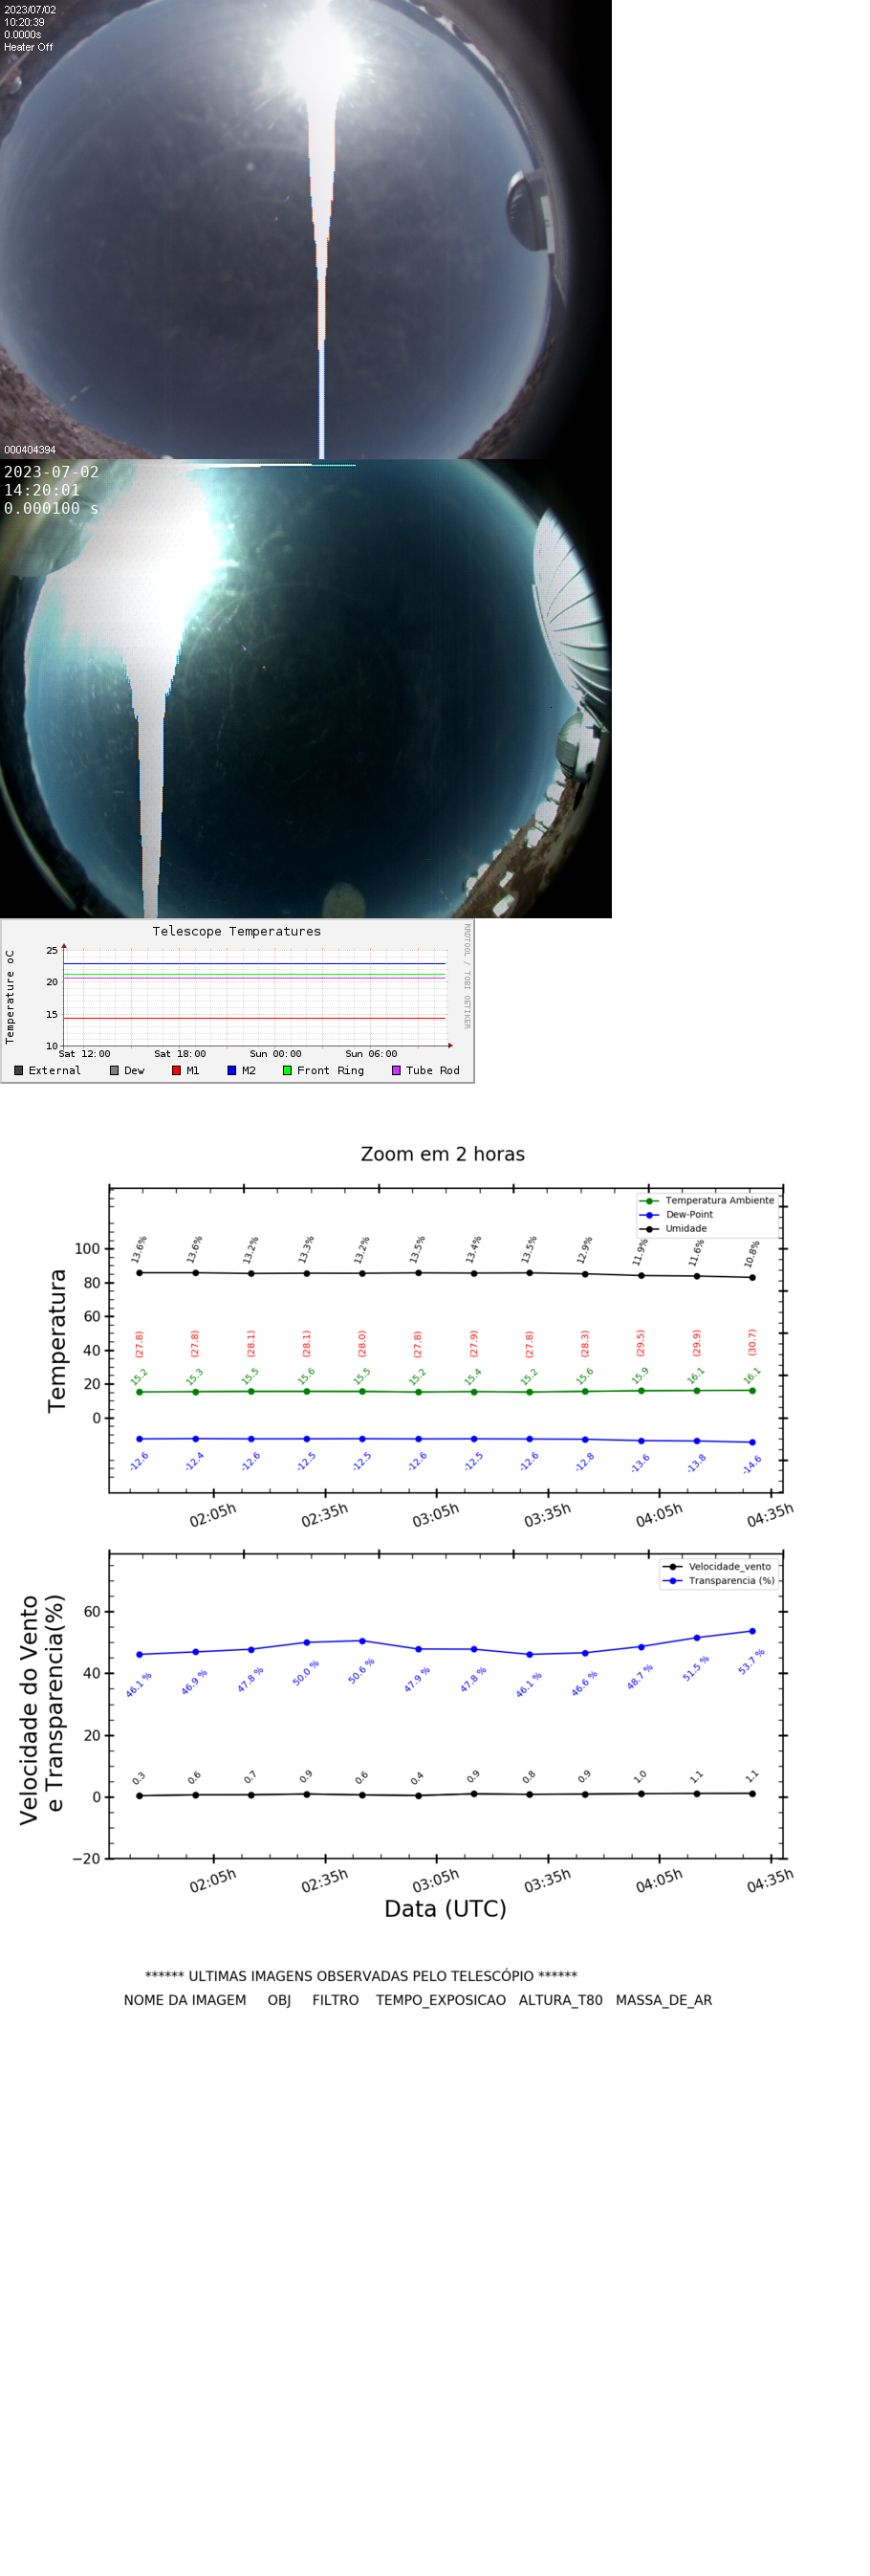 2023/07/02
10:20:39
0.0000s
Heater Off
000404394
2023-07-02
14:20:01
0.000100 s
Telescope Temperatures
RRDTOOL / TOBI OETIKER
Temperature oC
25
20
15
10
Sat 12:00 Sat 18:00 Sun 00:00 Sun 06:00
External Dew M1 M2 Front Ring Tube Rod
Zoom em 2 horas
Temperatura Ambiente
Dew-Point
Umidade
Temperatura
100
80
60
40
20
0
13.6% 13.6% 13.2% 13.3% 13.2% 13.5% 13.4% 13.5% 12.9% 11.9% 11.6% 10.8%
(27.8) (27.8) (28.1) (28.1) (28.0) (27.8) (27.9) (27.8) (28.3) (29.5) (29.9) (30.7)
15.2 15.3 15.5 15.6 15.5 15.2 15.4 15.2 15.6 15.9 16.1 16.1
-12.6 -12.4 -12.6 -12.5 -12.5 -12.6 -12.5 -12.6 -12.8 -13.6 -13.8 -14.6
02:05h 02:35h 03:05h 03:35h 04:05h 04:35h
Velocidade_vento
Transparencia (%)
Velocidade do Vento
e Transparencia(%)
60
40
20
0
−20
46.1 % 46.9 % 47.8 % 50.0 % 50.6 % 47.9 % 47.8 % 46.1 % 46.6 % 48.7 % 51.5 % 53.7 %
0.3 0.6 0.7 0.9 0.6 0.4 0.9 0.8 0.9 1.0 1.1 1.1
02:05h 02:35h 03:05h 03:35h 04:05h 04:35h
Data (UTC)
****** ULTIMAS IMAGENS OBSERVADAS PELO TELESCÓPIO ******
NOME DA IMAGEM OBJ FILTRO TEMPO_EXPOSICAO ALTURA_T80 MASSA_DE_AR